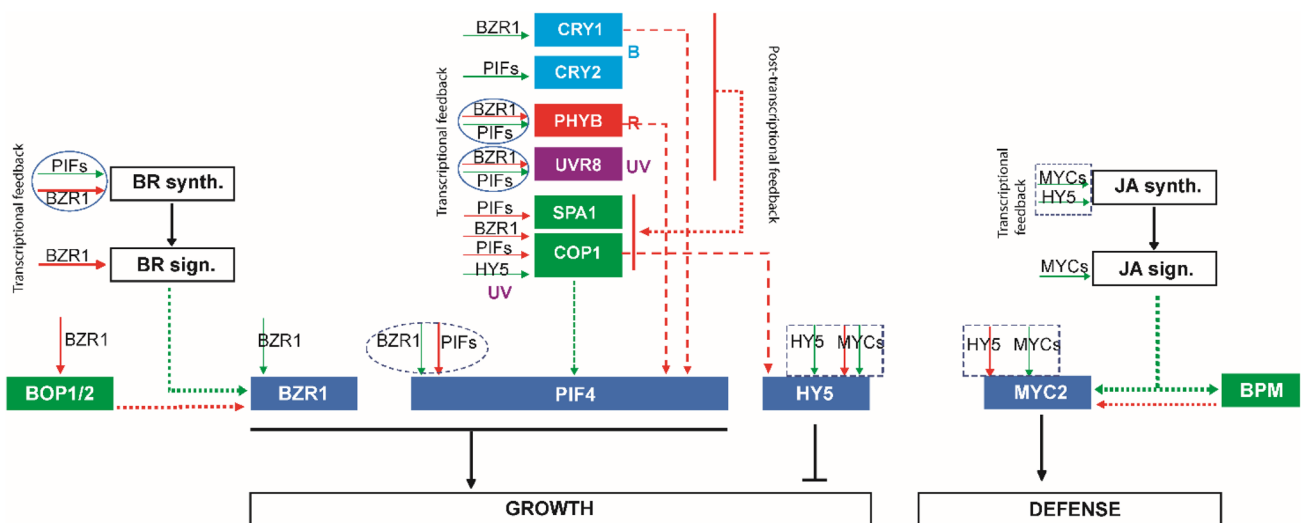 BZR1
CRY1
B
PIFs
CRY2
Transcriptional feedback
BZR1
PIFs
PHYB
R
BZR1
PIFs
UVR8
UV
PIFs
SPA1
BZR1
PIFs
COP1
HY5
UV
Post-transcriptional feedback
Transcriptional feedback
PIFs
BZR1
BR synth.
BZR1
BR sign.
Transcriptional
feedback
MYCs
HY5
JA synth.
MYCs
JA sign.
BZR1
BZR1
BZR1
PIFs
HY5
MYCs
HY5
MYCs
BOP1/2
BZR1
PIF4
HY5
MYC2
BPM
GROWTH
DEFENSE